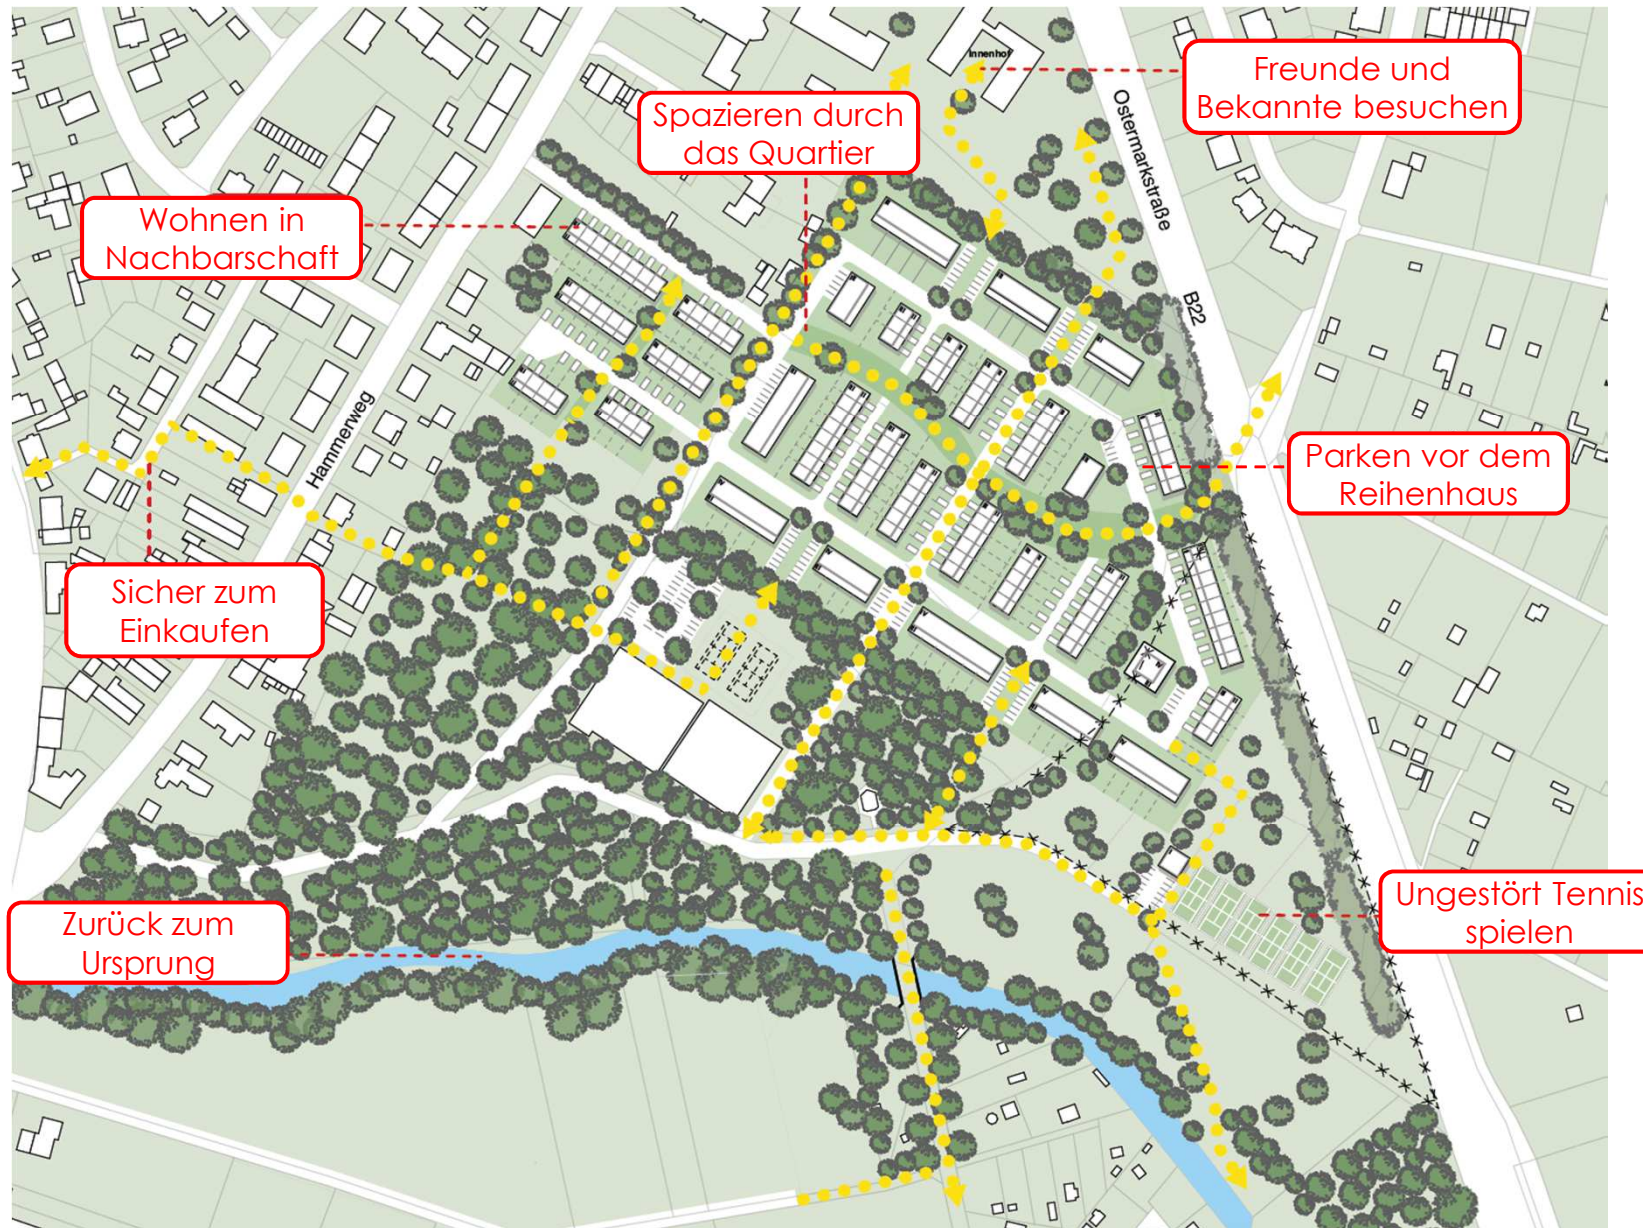 Innenhof
Freunde und
Bekannte besuchen
Ostermarkstraße
Spazieren durch
das Quartier
Wohnen in
Nachbarschaft
B22
Hammerweg
Parken vor dem
Reihenhaus
Sicher zum
Einkaufen
Ungestört Tennis
spielen
Zurück zum
Ursprung